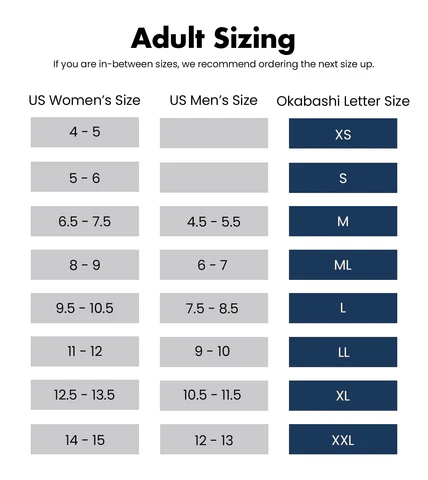 Adult Sizing
If you are in-between sizes, we recommend ordering the next size up.
US Women's Size US Men's Size Okabashi Letter Size
4 - 5 XS
5 - 6 S
6.5 - 7.5 4.5 - 5.5 M
8 - 9 6 - 7 ML
9.5 - 10.5 7.5 - 8.5 L
11 - 12 9 - 10 LL
12.5 - 13.5 10.5 - 11.5 XL
14 - 15 12 - 13 XXL